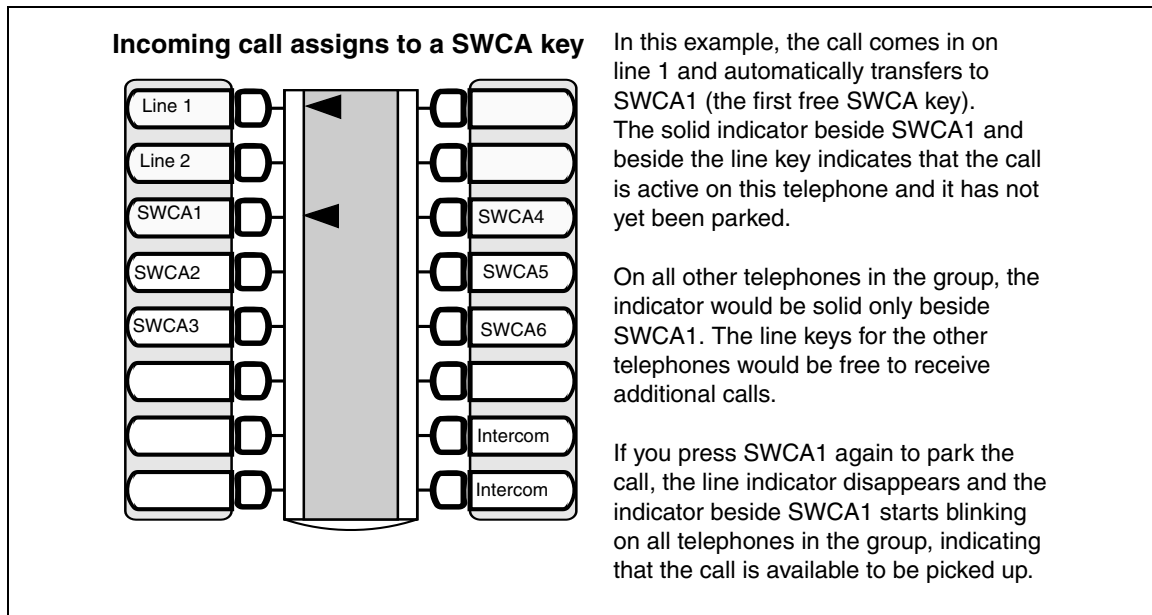 Incoming call assigns to a SWCA key
Line 1
Line 2
SWCA1
SWCA2
SWCA3
SWCA4
SWCA5
SWCA6
Intercom
Intercom
In this example, the call comes in on
line 1 and automatically transfers to
SWCA1 (the first free SWCA key).
The solid indicator beside SWCA1 and
beside the line key indicates that the call
is active on this telephone and it has not
yet been parked.
On all other telephones in the group, the
indicator would be solid only beside
SWCA1. The line keys for the other
telephones would be free to receive
additional calls.
If you press SWCA1 again to park the
call, the line indicator disappears and the
indicator beside SWCA1 starts blinking
on all telephones in the group, indicating
that the call is available to be picked up.